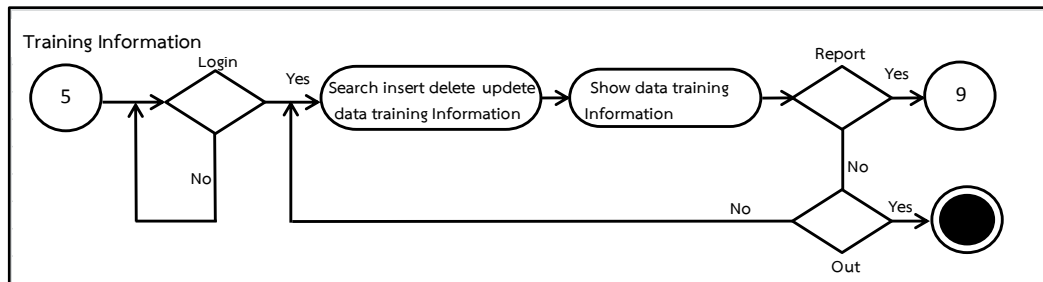 Training Information
Login
Report
5
Yes
Search insert delete updete
data training Information
Show data training
Information
Yes
9
No
No
No
Yes
Out